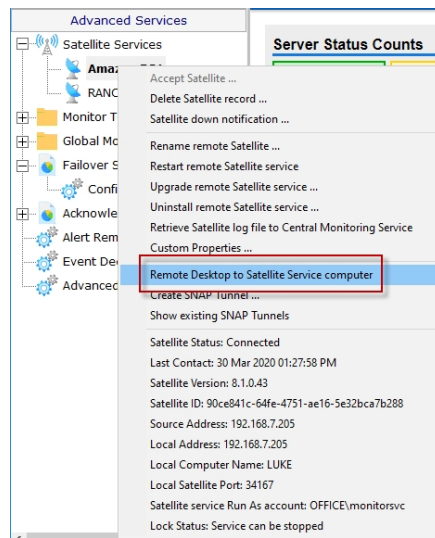 Advanced Services
Satellite Services
Server Status Counts
RANC
Monitor T
Global Mo
Failover S
Confi
Acknowle
Alert Rem
Event De
Advanced
Accept Satellite ...
Delete Satellite record ...
Satellite down notification ...
Rename remote Satellite ...
Restart remote Satellite service
Upgrade remote Satellite service ...
Uninstall remote Satellite service ...
Retrieve Satellite log file to Central Monitoring Service
Custom Properties ...
Remote Desktop to Satellite Service computer
Create SNAP Tunnel ...
Show existing SNAP Tunnels
Satellite Status: Connected
Last Contact: 30 Mar 2020 01:27:58 PM
Satellite Version: 8.1.0.43
Satellite ID: 90ce841c-64fe-4751-ae16-5e32bca7b288
Source Address: 192.168.7.205
Local Address: 192.168.7.205
Local Computer Name: LUKE
Local Satellite Port: 34167
Satellite service Run As account: OFFICE\monitorsvc
Lock Status: Service can be stopped